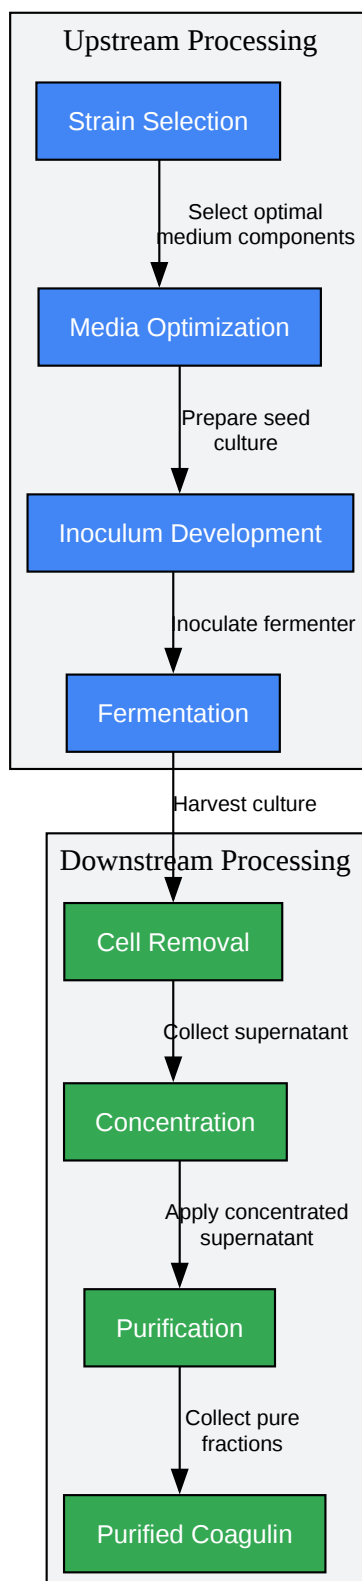 Upstream Processing
Strain Selection
Select optimal
medium components
Media Optimization
Prepare seed
culture
Inoculum Development
Inoculate fermenter
Fermentation
Harvest culture
Downstream Processing
Cell Removal
Collect supernatant
Concentration
Apply concentrated
supernatant
Purification
Collect pure
fractions
Purified Coagulin